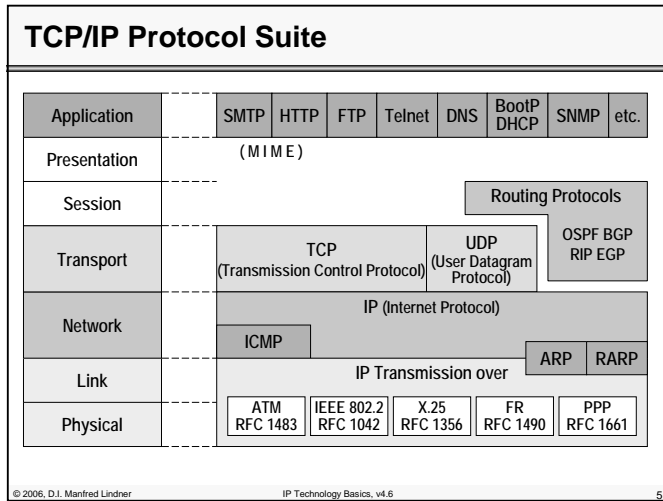 TCP/IP Protocol Suite
Application
SMTP HTTP FTP Telnet DNS BootP DHCP SNMP etc.
Presentation
(MIME)
Session
Routing Protocols
OSPF BGP
RIP EGP
Transport
TCP
(Transmission Control Protocol)
UDP
(User Datagram
Protocol)
Network
IP (Internet Protocol)
ICMP
ARP RARP
Link
IP Transmission over
Physical
ATM
RFC 1483
IEEE 802.2
RFC 1042
X.25
RFC 1356
FR
RFC 1490
PPP
RFC 1661
© 2006, D.I. Manfred Lindner
IP Technology Basics, v4.6
5